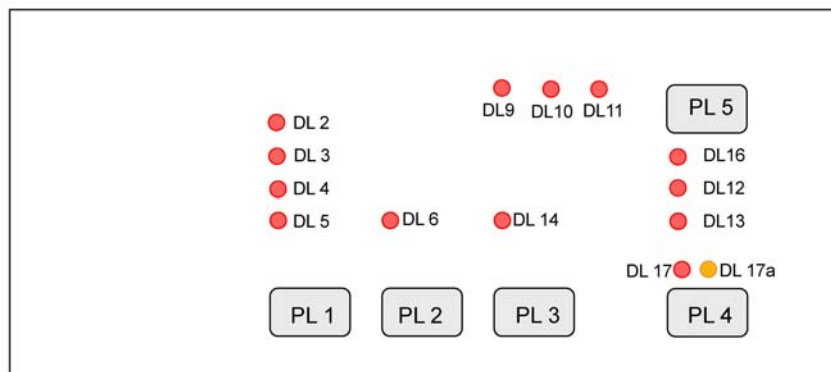 DL9 DL10 DL11 PL 5
DL 2
DL 3 DL16
DL 4 DL12
DL 5 DL 6 DL 14 DL13
DL 17 DL 17a
PL 1 PL 2 PL 3 PL 4